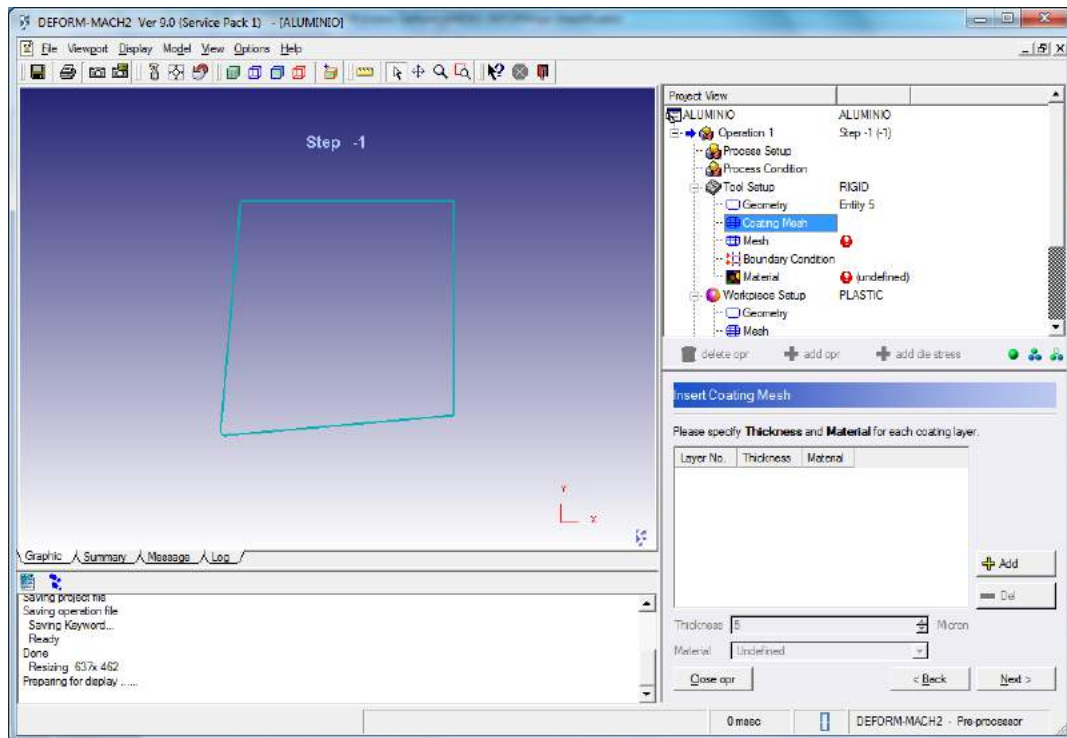 DEFORM-MACH2 Ver 9.0 (Service Pack 1) - [ALUMINIO]
File Viewport Display Model View Options Help
Step -1
Y
X
Graphic Summary Message Log
Saving project file
Saving operation file
Saving Keyword...
Ready
Done
Resizing 637x 462
Preparing for display ......
Project View
ALUMINIO ALUMINIO
Operation 1 Step -1 (-1)
Process Setup
Process Condition
Tool Setup RIGID
Geometry Entity 5
Coating Mesh
Mesh
Boundary Condition
Material (undefined)
Workpiece Setup PLASTIC
Geometry
Mesh
delete opr add opr add die stress
Insert Coating Mesh
Please specify Thickness and Material for each coating layer.
Layer No. Thickness Material
Add
Del
Thickness 5 Micron
Material Undefined
Close opr < Back Next >
0 msec DEFORM-MACH2 - Pre-processor